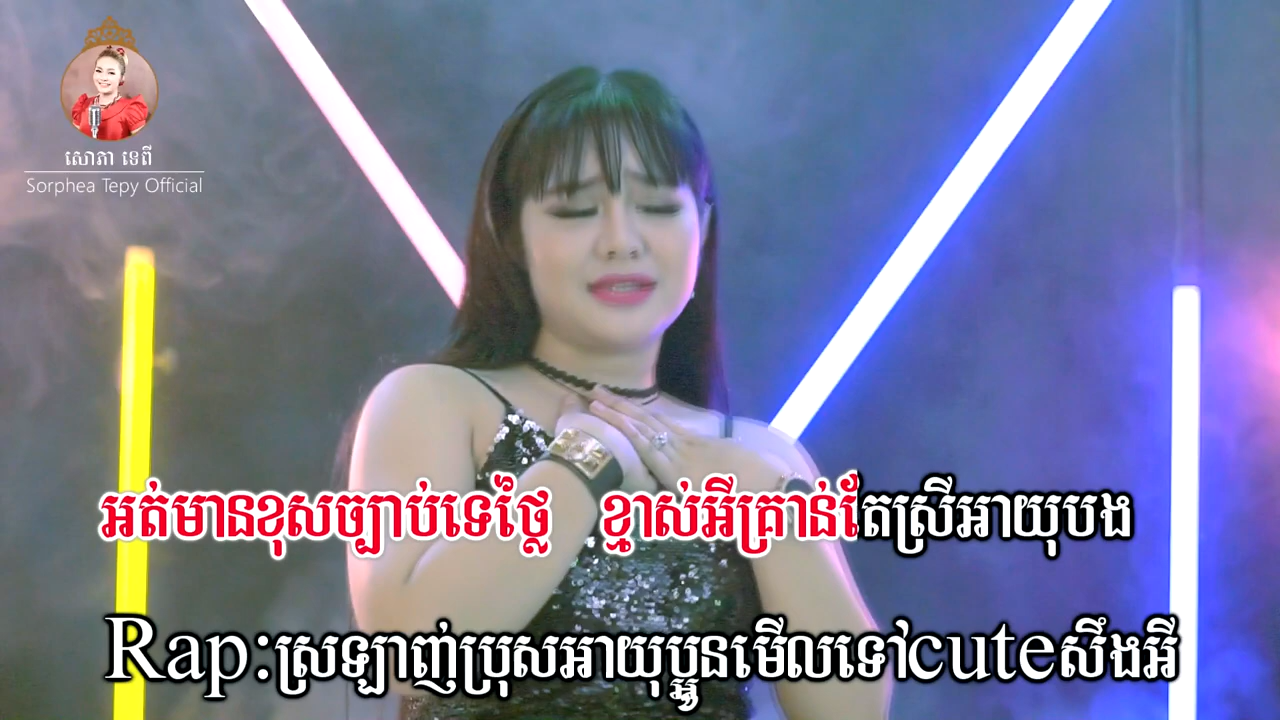 សោភា ទេពី
Sorphea Tepy Official
អត់មានខុសច្បាប់ទេថ្លៃ ខ្មាស់អីគ្រាន់តែស្រីអាយុបង
Rap:ស្រឡាញ់ប្រុសអាយុប្អូនមើលទៅcuteសឹងអី